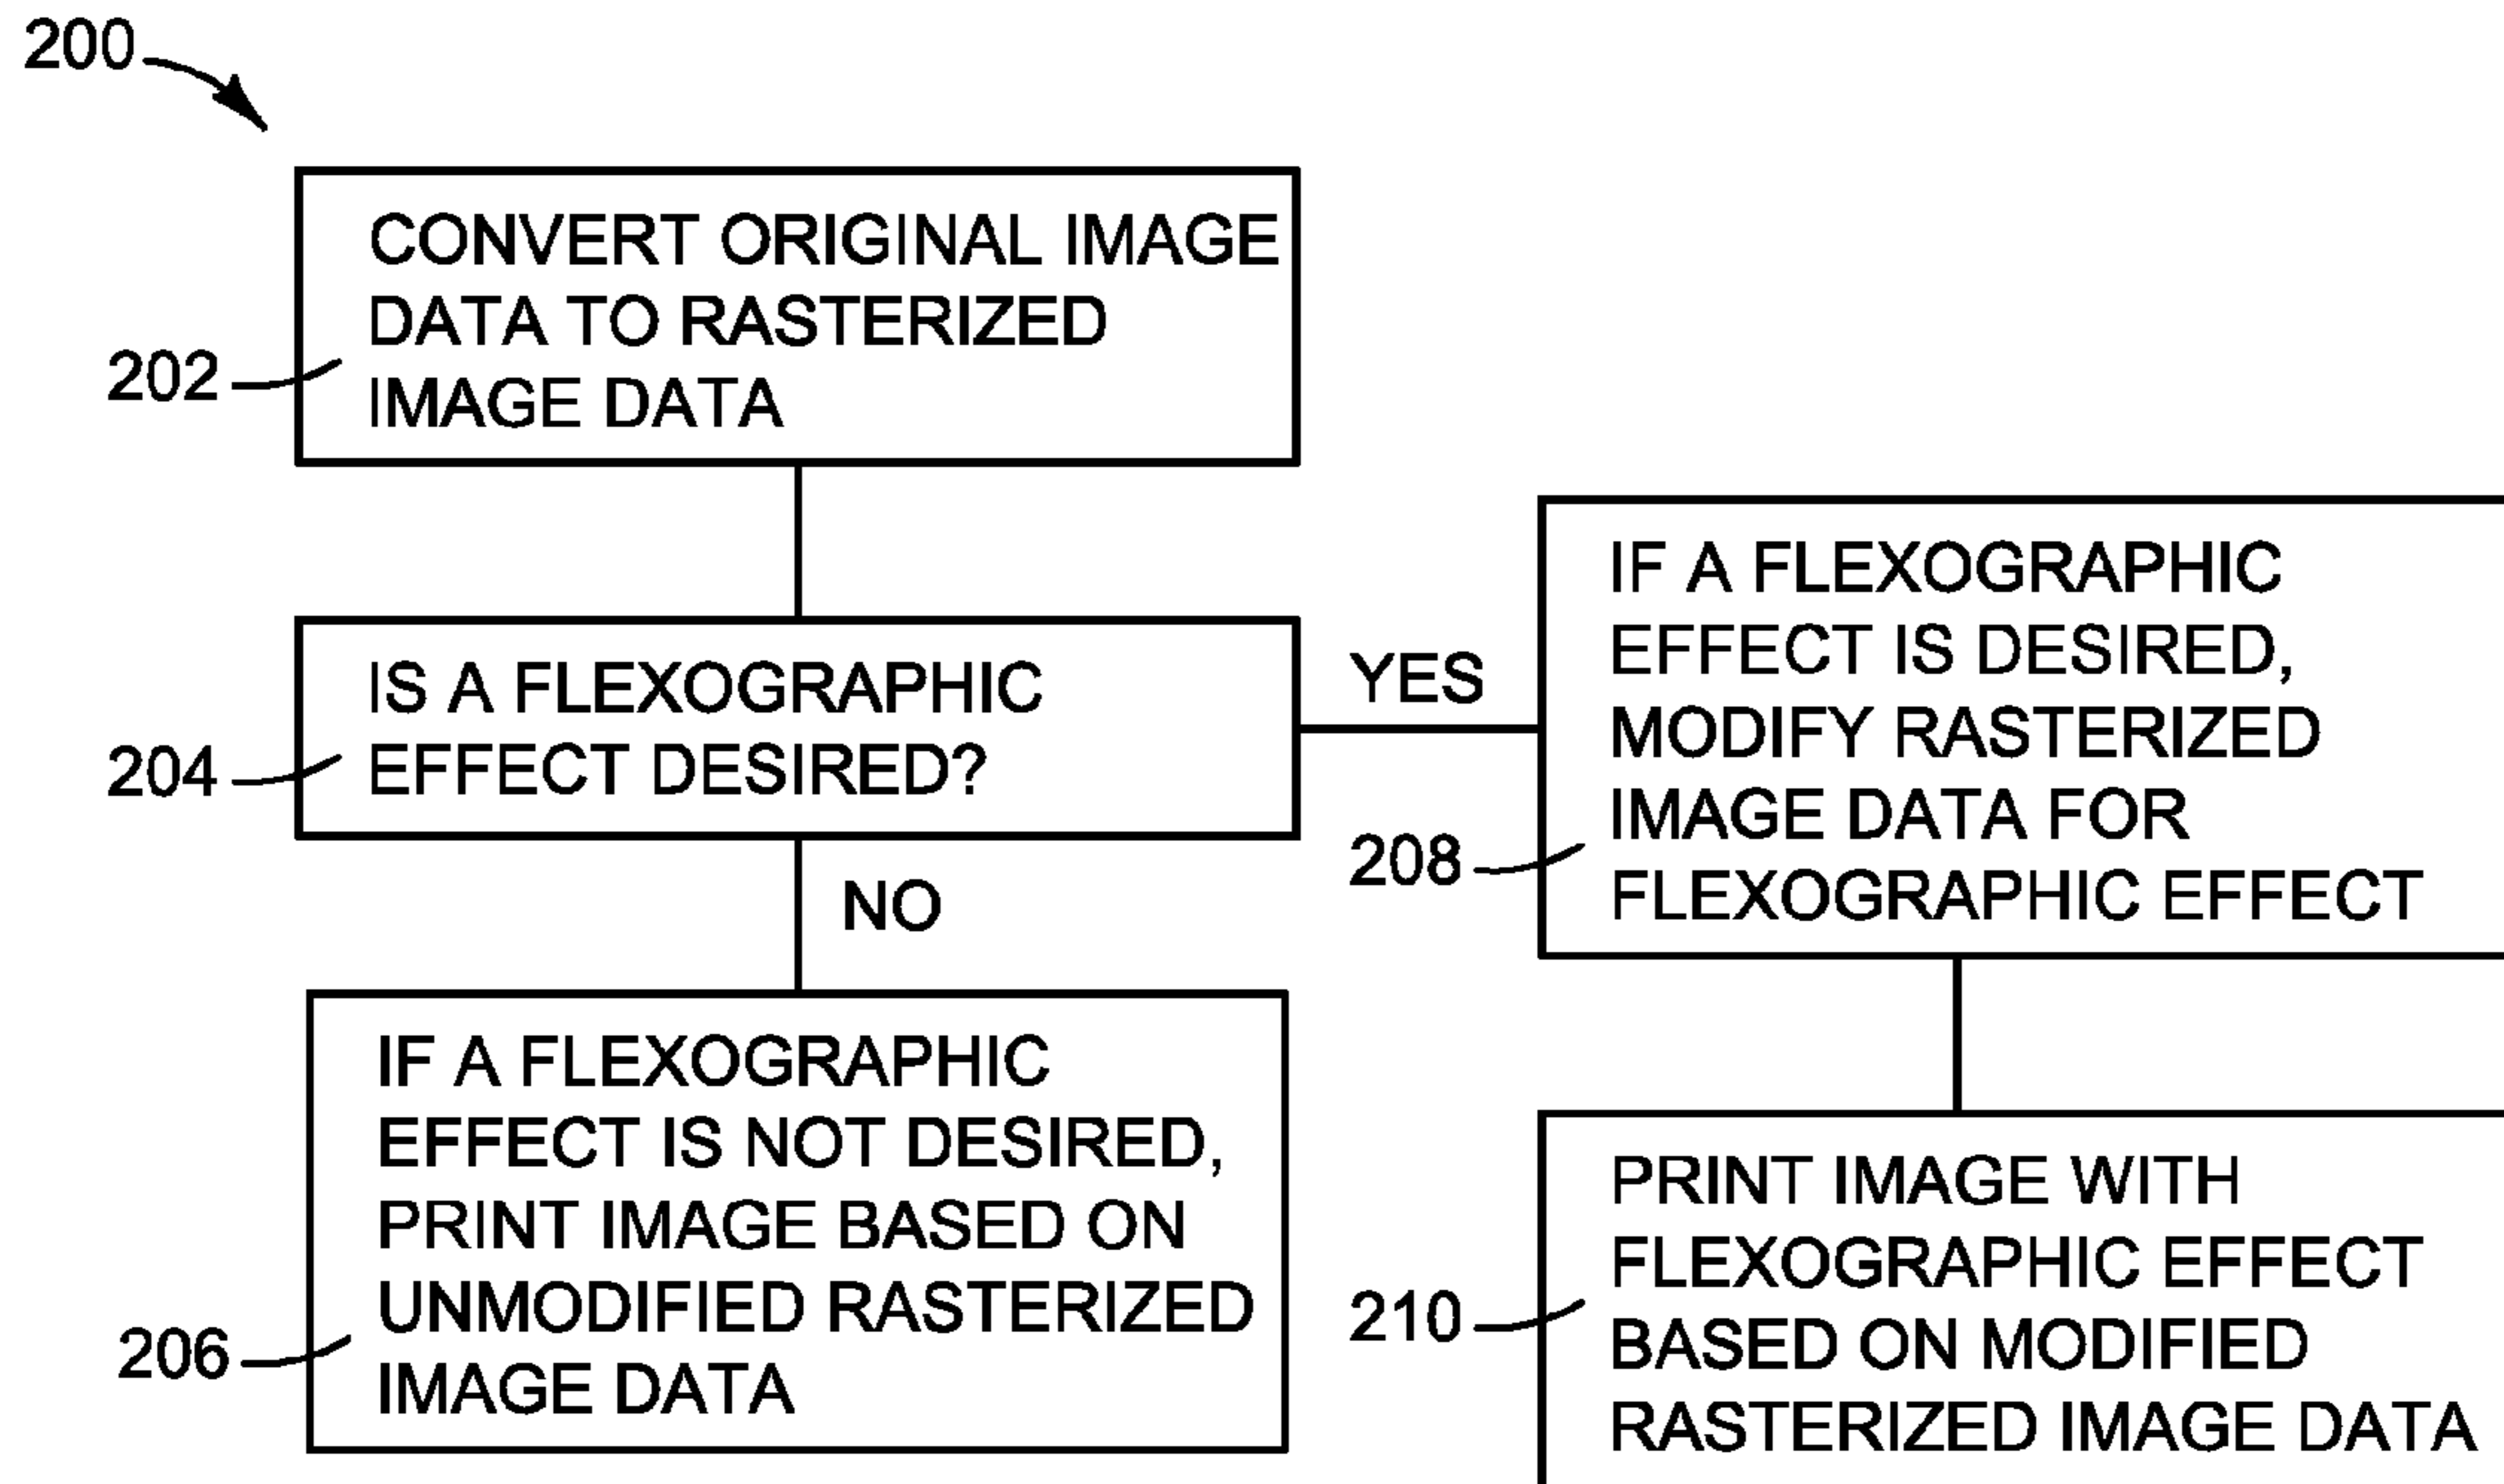 200
CONVERT ORIGINAL IMAGE
DATA TO RASTERIZED
IMAGE DATA
202
IS A FLEXOGRAPHIC
EFFECT DESIRED?
204
YES
NO
IF A FLEXOGRAPHIC
EFFECT IS NOT DESIRED,
PRINT IMAGE BASED ON
UNMODIFIED RASTERIZED
IMAGE DATA
206
IF A FLEXOGRAPHIC
EFFECT IS DESIRED,
MODIFY RASTERIZED
IMAGE DATA FOR
FLEXOGRAPHIC EFFECT
208
PRINT IMAGE WITH
FLEXOGRAPHIC EFFECT
BASED ON MODIFIED
RASTERIZED IMAGE DATA
210